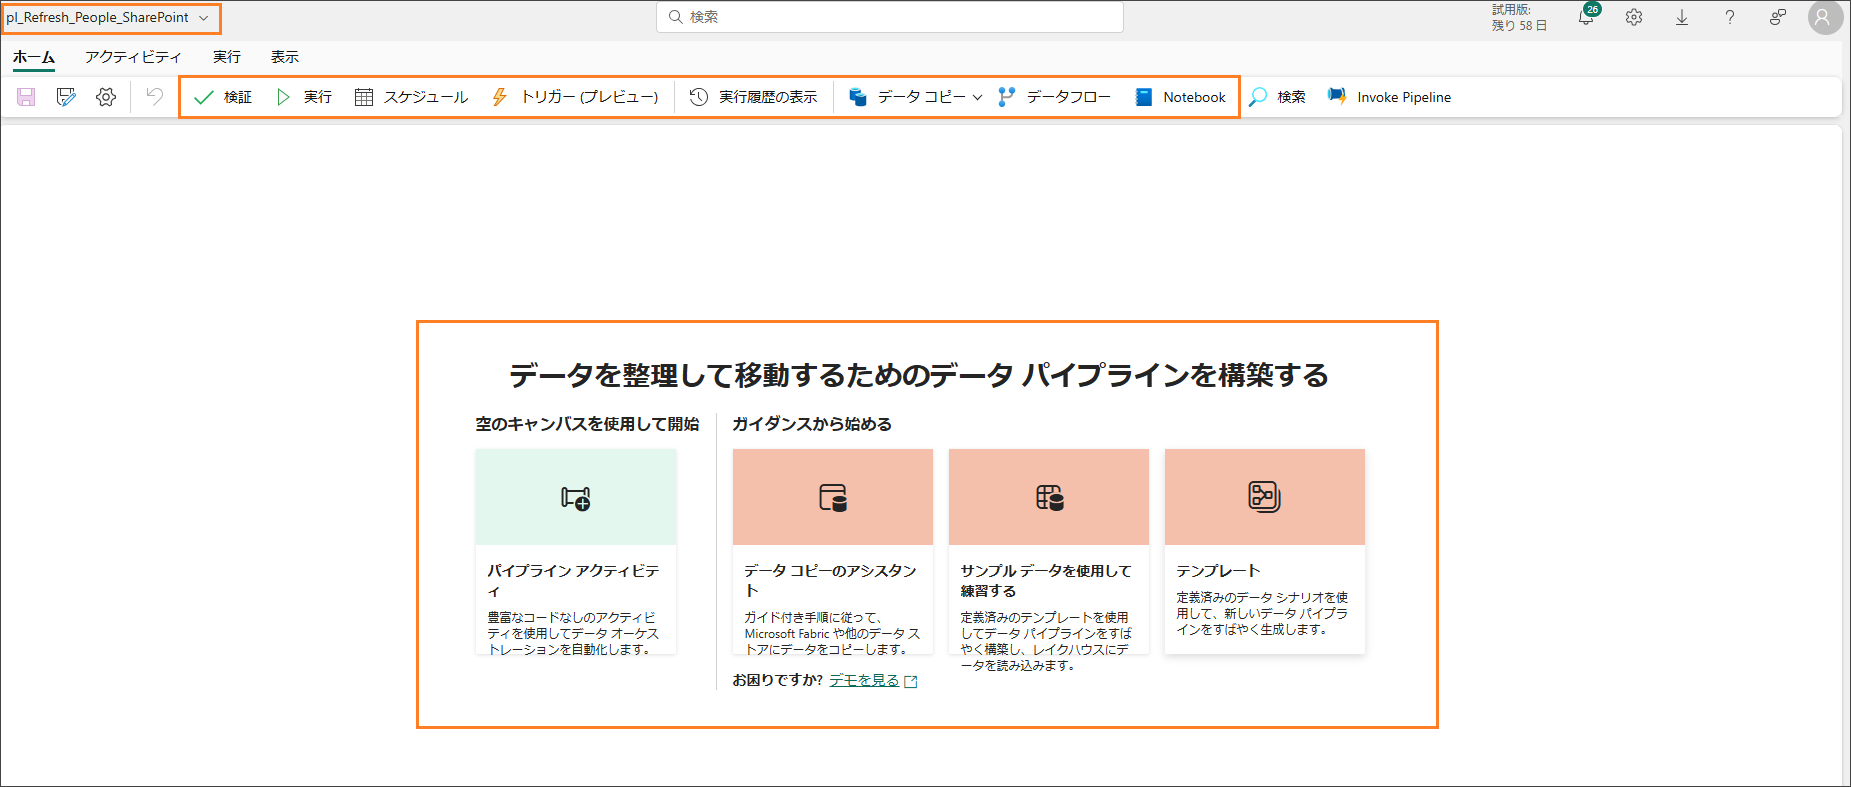 pl_Refresh_People_SharePoint
検索
試用版:
残り 58 日
26
ホーム アクティビティ 実行 表示
検証 実行 スケジュール トリガー (プレビュー) 実行履歴の表示 データ コピー データフロー Notebook 検索 Invoke Pipeline
データを整理して移動するためのデータ パイプラインを構築する
空のキャンバスを使用して開始
パイプライン アクティビテ
ィ
豊富なコードなしのアクティビ
ティを使用してデータ オーケス
トレーションを自動化します。
ガイダンスから始める
データ コピーのアシスタン
ト
ガイド付き手順に従って、
Microsoft Fabric や他のデータ ス
トアにデータをコピーします。
サンプル データを使用して
練習する
定義済みのテンプレートを使用
してデータ パイプラインをすば
やく構築し、レイクハウスにデ
ータを読み込みます。
テンプレート
定義済みのデータ シナリオを使
用して、新しいデータ パイプラ
インをすばやく生成します。
お困りですか? デモを見る